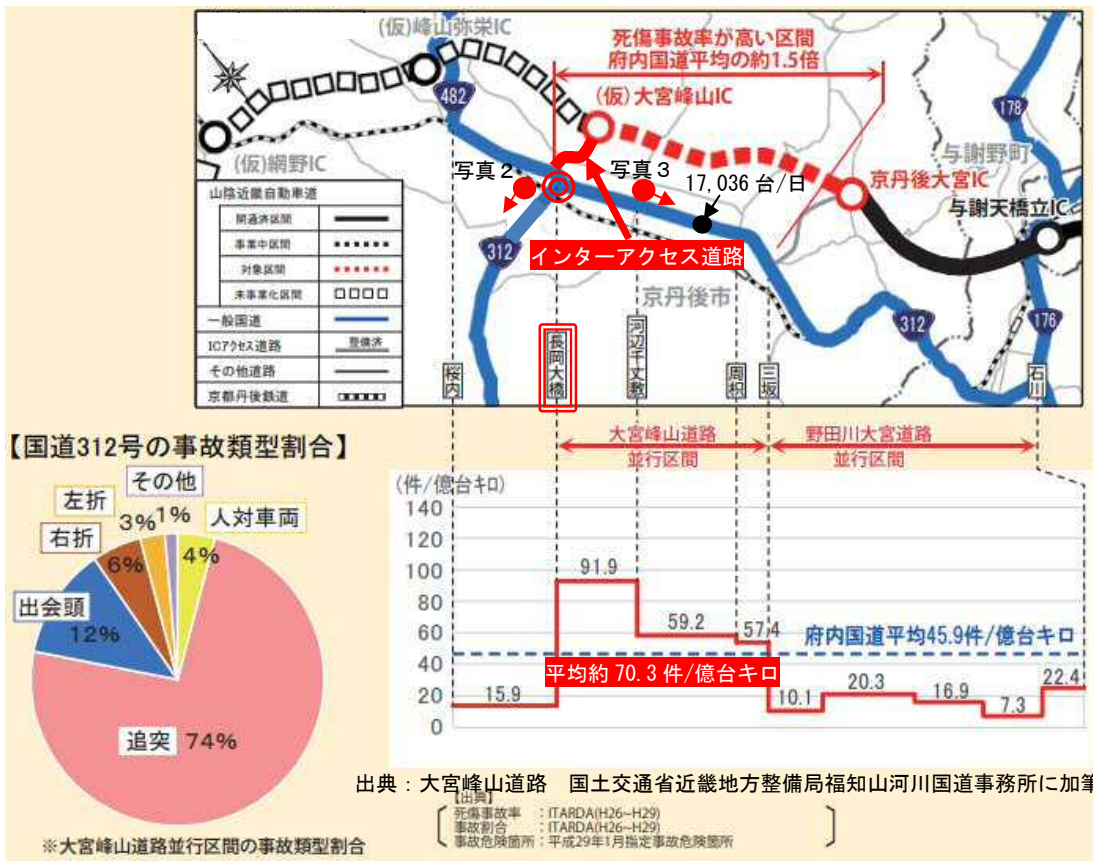 (仮)峰山弥栄IC
死傷事故率が高い区間
府内国道平均の約1.5倍
482
(仮)大宮峰山IC
178
(仮)網野IC
与謝野町
写真2
写真3
17,036 台/日
京丹後大宮IC
与謝天橋立IC
山陰近畿自動車道
開通済区間
事業中区間
対象区間
未事業化区間
一般国道
ICアクセス道路
整備済
その他道路
京都丹後鉄道
312
インターアクセス道路
京丹後市
312
176
桜内
長岡大橋
河辺千丈敷
周枳
三坂
石川
大宮峰山道路
並行区間
野田川大宮道路
並行区間
【国道312号の事故類型割合】
その他
左折
3%
1%
人対車両
右折
6%
4%
出会頭
12%
追突 74%
※大宮峰山道路並行区間の事故類型割合
(件/億台キロ)
140
120
100
80
60
40
20
0
15.9
91.9
59.2
57.4
府内国道平均45.9件/億台キロ
平均約 70.3 件/億台キロ
10.1
20.3
16.9
7.3
22.4
出典：大宮峰山道路 国土交通省近畿地方整備局福知山河川国道事務所に加筆
【出典】
死傷事故率 ：ITARDA(H26~H29)
事故割合 ：ITARDA(H26~H29)
事故危険箇所：平成29年1月指定事故危険箇所